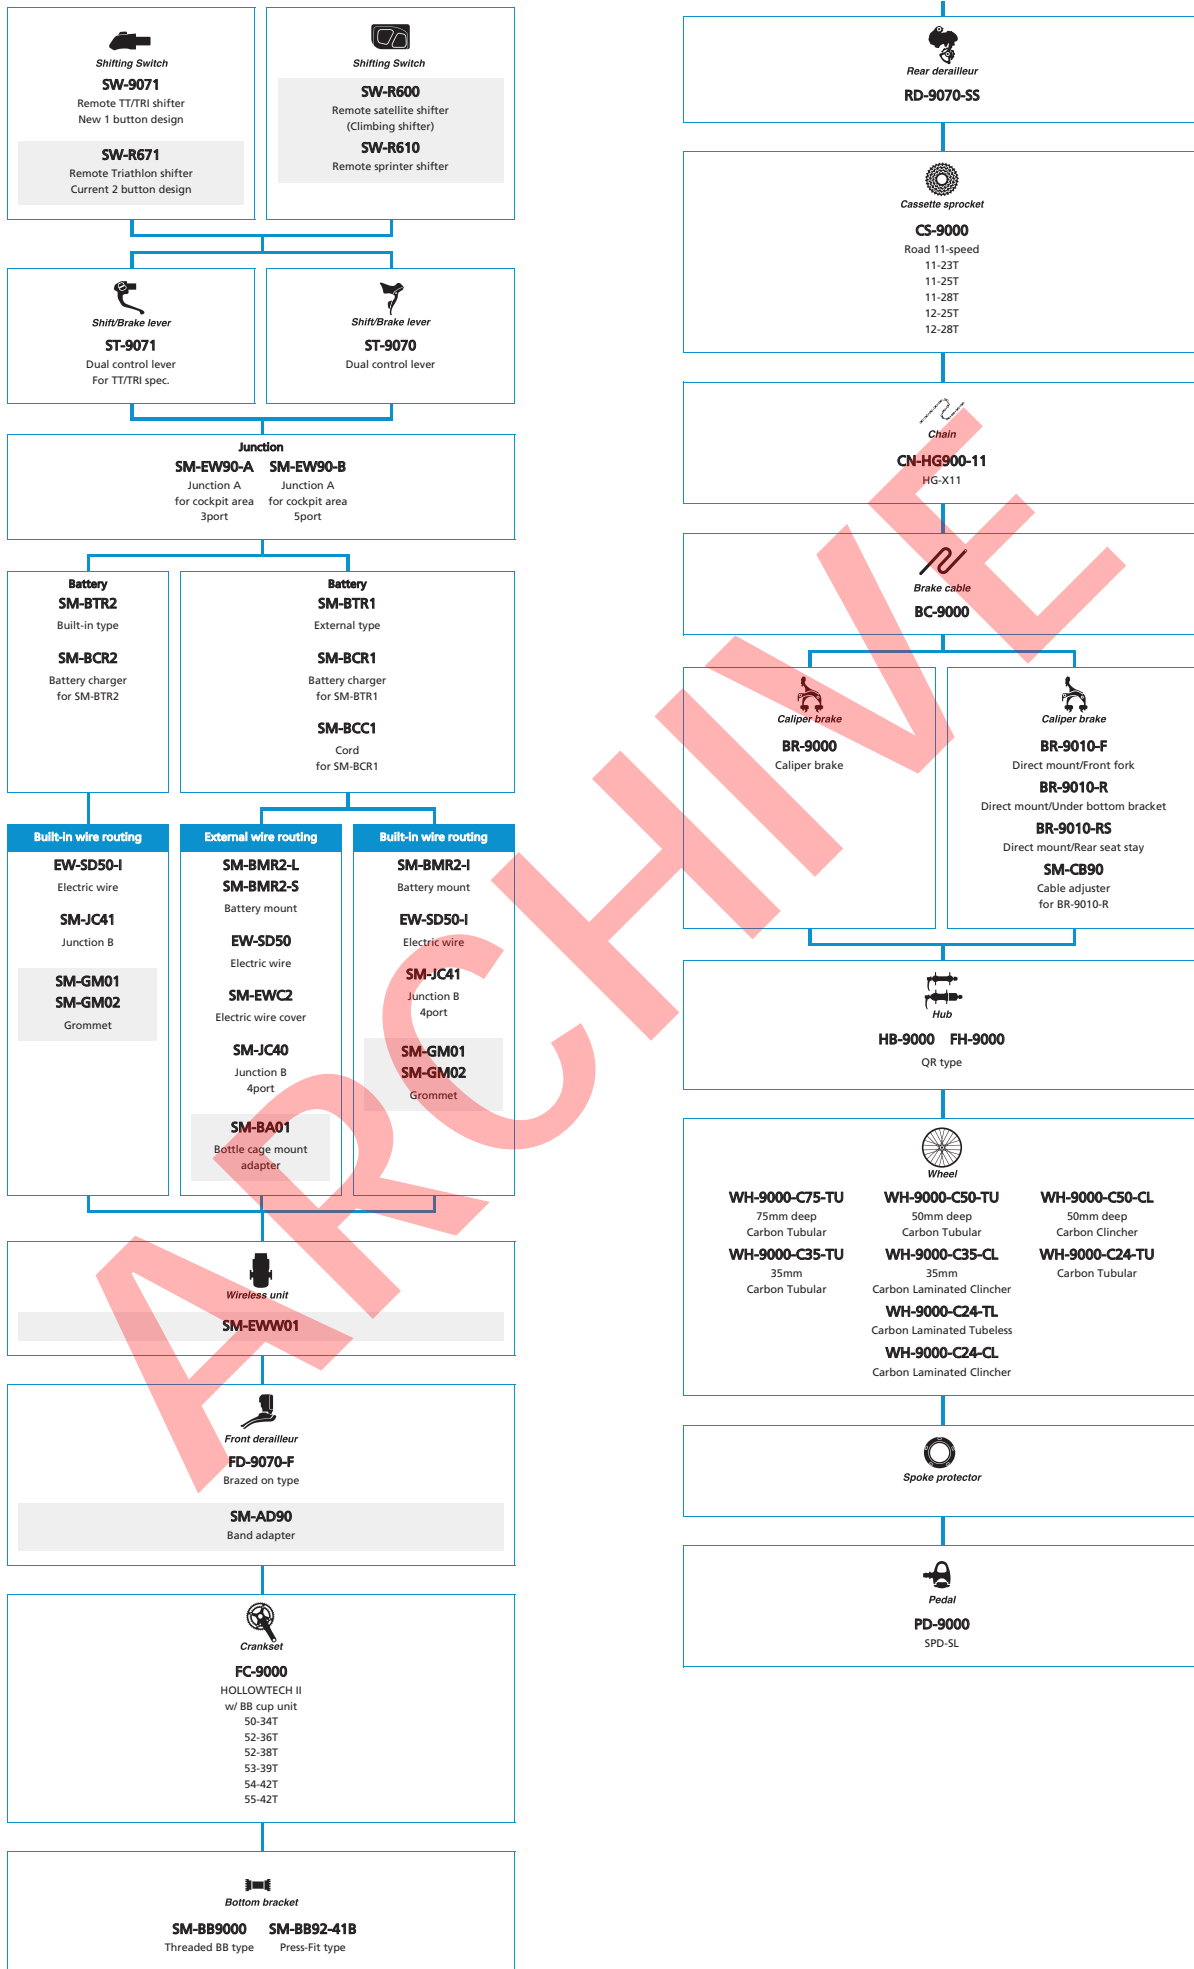 Shifting Switch
SW-9071
Remote TT/TRI shifter
New 1 button design
SW-R671
Remote Triathlon shifter
Current 2 button design
Shifting Switch
SW-R600
Remote satellite shifter
(Climbing shifter)
SW-R610
Remote sprinter shifter
Shift/Brake lever
ST-9071
Dual control lever
For TT/TRI spec.
Shift/Brake lever
ST-9070
Dual control lever
Junction
SM-EW90-A SM-EW90-B
Junction A Junction A
for cockpit area for cockpit area
3port 5port
Battery
SM-BTR2
Built-in type
SM-BCR2
Battery charger
for SM-BTR2
Battery
SM-BTR1
External type
SM-BCR1
Battery charger
for SM-BTR1
SM-BCC1
Cord
for SM-BCR1
Built-in wire routing
EW-SD50-I
Electric wire
SM-JC41
Junction B
SM-GM01
SM-GM02
Grommet
External wire routing
SM-BMR2-L
SM-BMR2-S
Battery mount
EW-SD50
Electric wire
SM-EWC2
Electric wire cover
SM-JC40
Junction B
4port
SM-BA01
Bottle cage mount
adapter
Built-in wire routing
SM-BMR2-I
Battery mount
EW-SD50-I
Electric wire
SM-JC41
Junction B
4port
SM-GM01
SM-GM02
Grommet
Wireless unit
SM-EWW01
Front derailleur
FD-9070-F
Brazed on type
SM-AD90
Band adapter
Crankset
FC-9000
HOLLOWTECH II
w/ BB cup unit
50-34T
52-36T
52-38T
53-39T
54-42T
55-42T
Bottom bracket
SM-BB9000 SM-BB92-41B
Threaded BB type Press-Fit type
Rear derailleur
RD-9070-SS
Cassette sprocket
CS-9000
Road 11-speed
11-23T
11-25T
11-28T
12-25T
12-28T
Chain
CN-HG900-11
HG-X11
Brake cable
BC-9000
Caliper brake
BR-9000
Caliper brake
Caliper brake
BR-9010-F
Direct mount/Front fork
BR-9010-R
Direct mount/Under bottom bracket
BR-9010-RS
Direct mount/Rear seat stay
SM-CB90
Cable adjuster
for BR-9010-R
Hub
HB-9000 FH-9000
QR type
Wheel
WH-9000-C75-TU WH-9000-C50-TU WH-9000-C50-CL
75mm deep 50mm deep 50mm deep
Carbon Tubular Carbon Tubular Carbon Clincher
WH-9000-C35-TU WH-9000-C35-CL WH-9000-C24-TU
35mm 35mm Carbon Tubular
Carbon Tubular Carbon Laminated Clincher
WH-9000-C24-TL
Carbon Laminated Tubeless
WH-9000-C24-CL
Carbon Laminated Clincher
Spoke protector
Pedal
PD-9000
SPD-SL
ARCHIVE